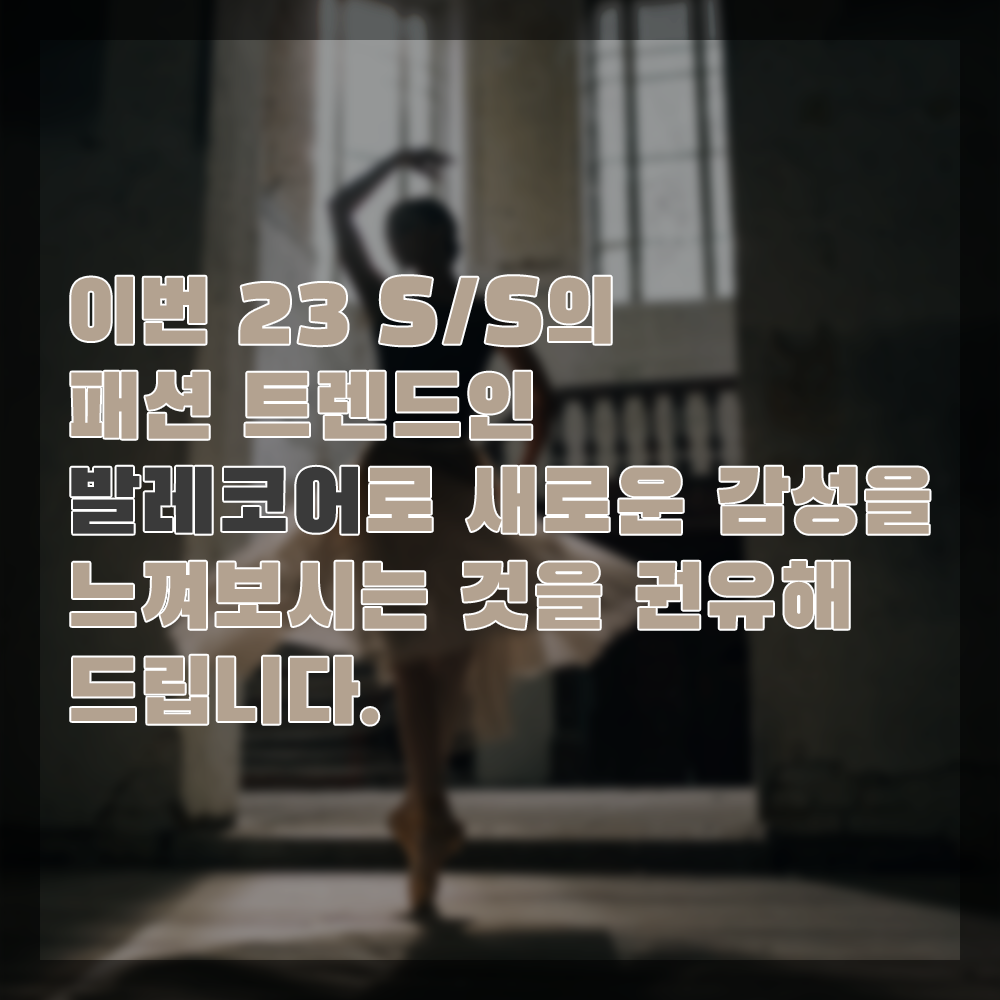 이번 23 S/S의
패션 트렌드인
발레코어로 새로운 감성을
느껴보시는 것을 권유해
드립니다.